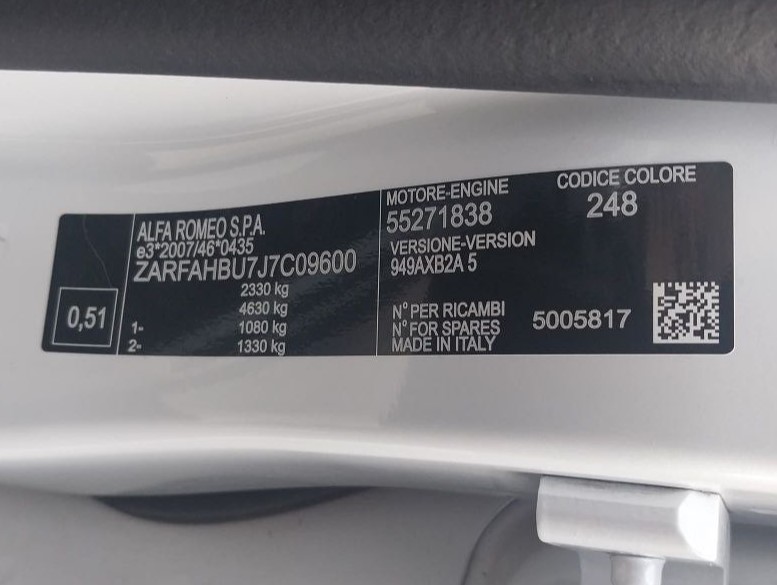 0,51
ALFA ROMEO S.P.A.
e3*2007/46*0435
ZARFAHBU7J7C09600
2330 kg
4630 kg
1- 1080 kg
2- 1330 kg
MOTORE-ENGINE
55271838
VERSIONE-VERSION
949AXB2A 5
CODICE COLORE
248
N° PER RICAMBI
N° FOR SPARES
MADE IN ITALY
5005817